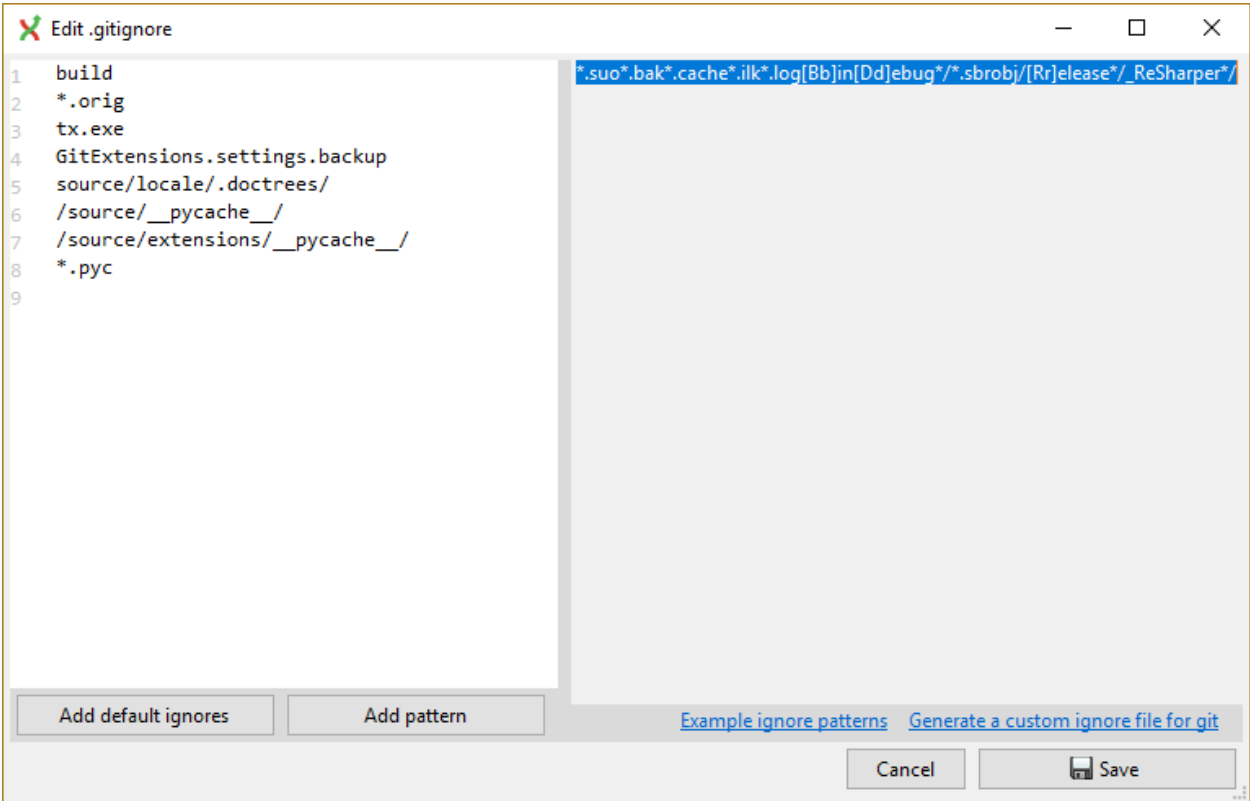 Edit .gitignore
1 build
2 *.orig
3 tx.exe
4 GitExtensions.settings.backup
5 source/locale/.doctrees/
6 /source/__pycache__/
7 /source/extensions/__pycache__/
8 *.pyc
9
*.suo*.bak*.cache*.ilk*.log[Bb]in[Dd]ebug*/*.sbrobj/[Rr]elease*/_ReSharper*/
Add default ignores Add pattern
Example ignore patterns Generate a custom ignore file for git
Cancel Save